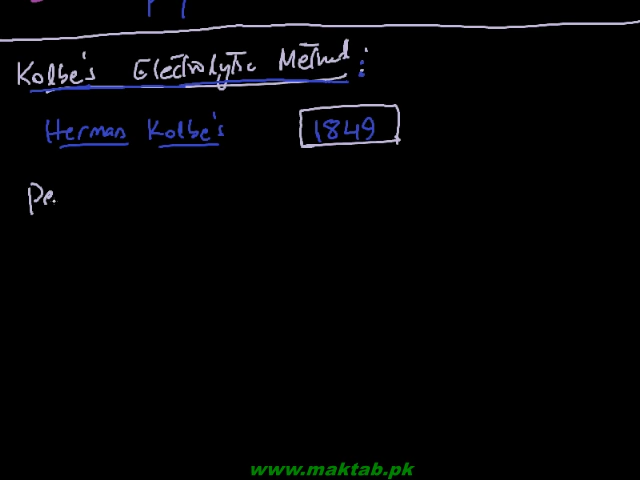 Kolbe's Electrolytic Method :
Herman Kolbe's 1849
Pe.
www.maktab.pk